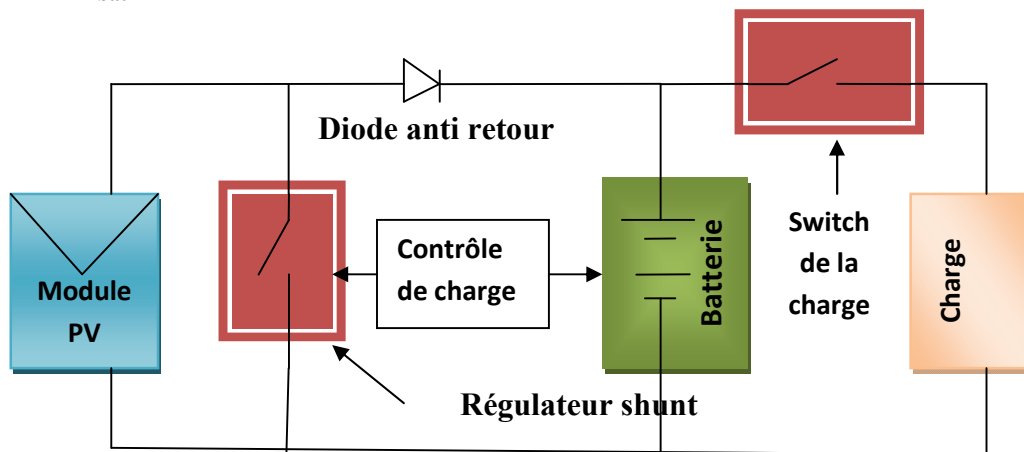 Diode anti retour
Module
PV
Contrôle
de charge
Batterie
Switch
de la
charge
Charge
Régulateur shunt